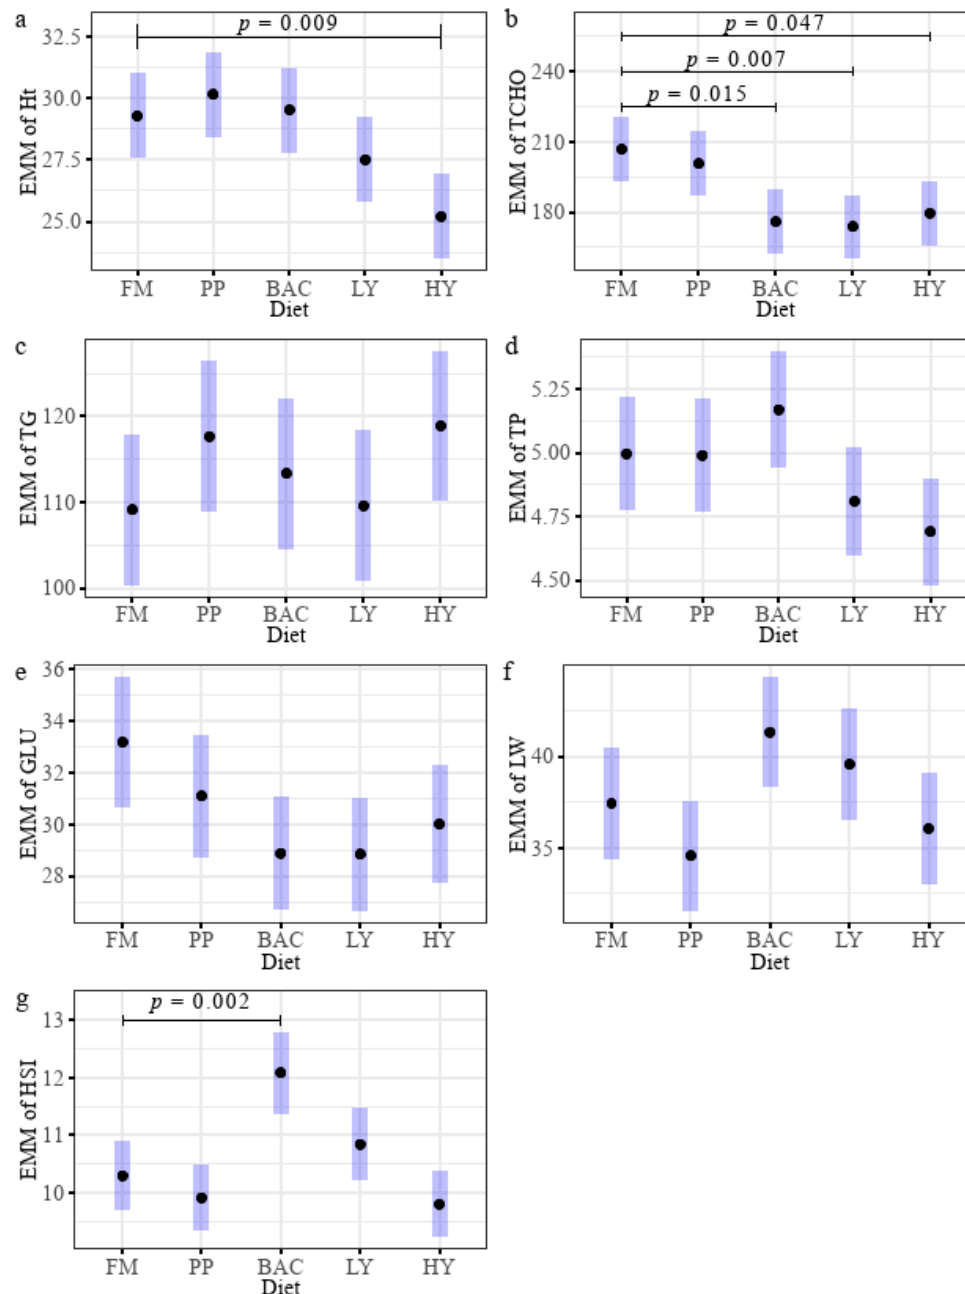 a
p = 0.009
EMM of Ht
32.5
30.0
27.5
25.0
FM PP BAC LY HY
Diet
b
p = 0.047
p = 0.007
p = 0.015
EMM of TCHO
240
210
180
FM PP BAC LY HY
Diet
c
EMM of TG
120
110
100
FM PP BAC LY HY
Diet
d
EMM of TP
5.25
5.00
4.75
4.50
FM PP BAC LY HY
Diet
e
EMM of GLU
36
34
32
30
28
FM PP BAC LY HY
Diet
f
EMM of LW
40
35
FM PP BAC LY HY
Diet
g
p = 0.002
EMM of HSI
13
12
11
10
FM PP BAC LY HY
Diet